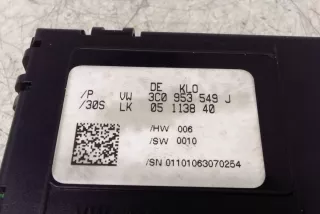 DE KLO
/P VW 3C0 953 549 J
/30S LK 05 1138 40
/HW 006
/SW 0010
/SN 01101063070254